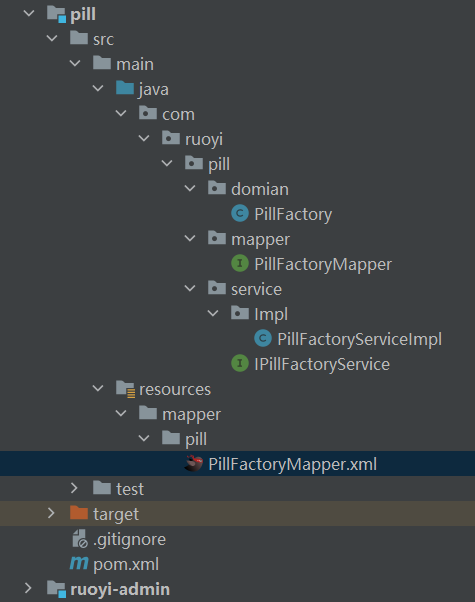 pill
src
main
java
com
ruoyi
pill
domian
PillFactory
mapper
PillFactoryMapper
service
Impl
PillFactoryServiceImpl
IPillFactoryService
resources
mapper
pill
PillFactoryMapper.xml
test
target
.gitignore
pom.xml
ruoyi-admin